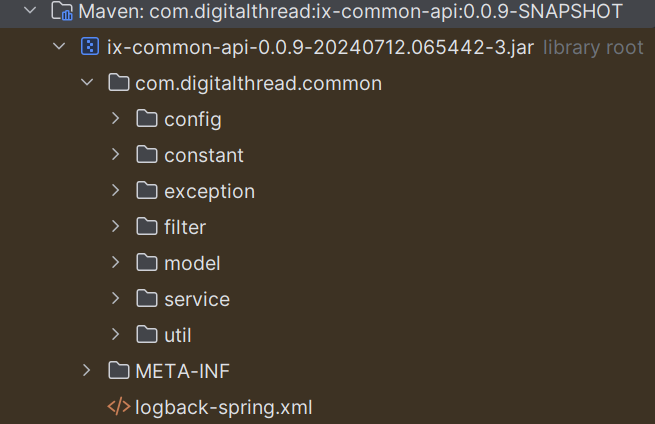 Maven: com.digitalthread:ix-common-api:0.0.9-SNAPSHOT
ix-common-api-0.0.9-20240712.065442-3.jar library root
com.digitalthread.common
config
constant
exception
filter
model
service
util
META-INF
logback-spring.xml